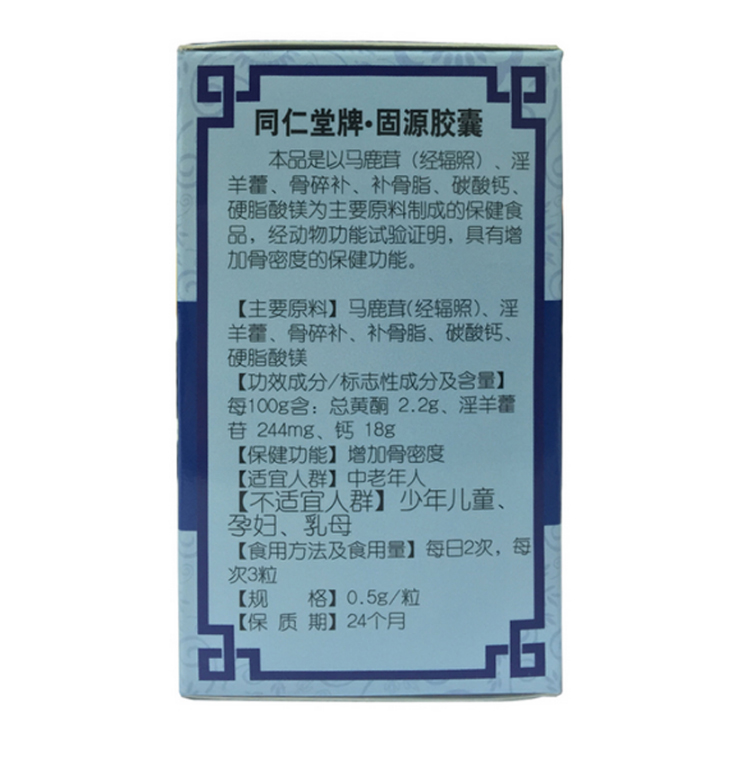 同仁堂牌·固源胶囊
本品是以马鹿茸（经辐照）、淫
羊藿、骨碎补、补骨脂、碳酸钙、
硬脂酸镁为主要原料制成的保健食
品，经动物功能试验证明，具有增
加骨密度的保健功能。
【主要原料】马鹿茸(经辐照)、淫
羊藿、骨碎补、补骨脂、碳酸钙、
硬脂酸镁
【功效成分/标志性成分及含量】
每100g含：总黄酮 2.2g、淫羊藿
苷 244mg、钙 18g
【保健功能】增加骨密度
【适宜人群】中老年人
【不适宜人群】少年儿童、
孕妇、乳母
【食用方法及食用量】每日2次，每
次3粒
【规 格】0.5g/粒
【保 质 期】24个月